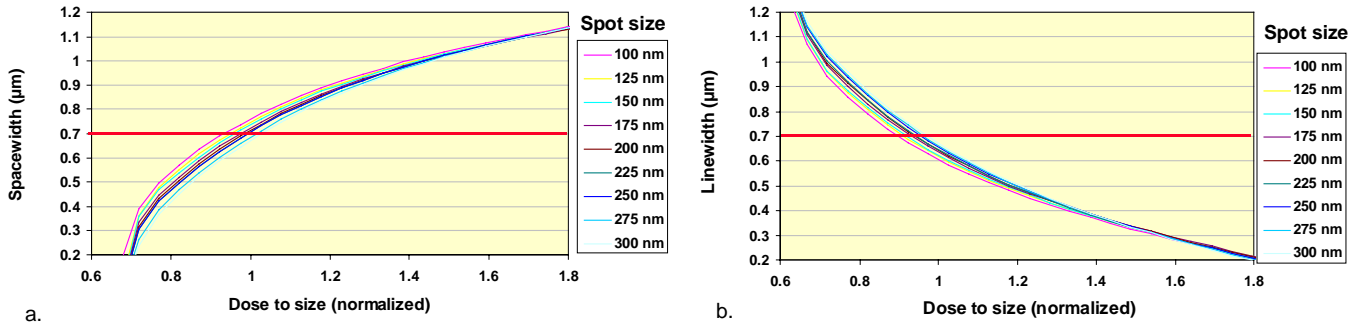 Spacewidth (µm)
1.2
1.1
1
0.9
0.8
0.7
0.6
0.5
0.4
0.3
0.2
0.6
0.8
1
1.2
1.4
1.6
1.8
Dose to size (normalized)
Spot size
100 nm
125 nm
150 nm
175 nm
200 nm
225 nm
250 nm
275 nm
300 nm
a.
Linewidth (µm)
1.2
1.1
1
0.9
0.8
0.7
0.6
0.5
0.4
0.3
0.2
0.6
0.8
1
1.2
1.4
1.6
1.8
Dose to size (normalized)
Spot size
100 nm
125 nm
150 nm
175 nm
200 nm
225 nm
250 nm
275 nm
300 nm
b.